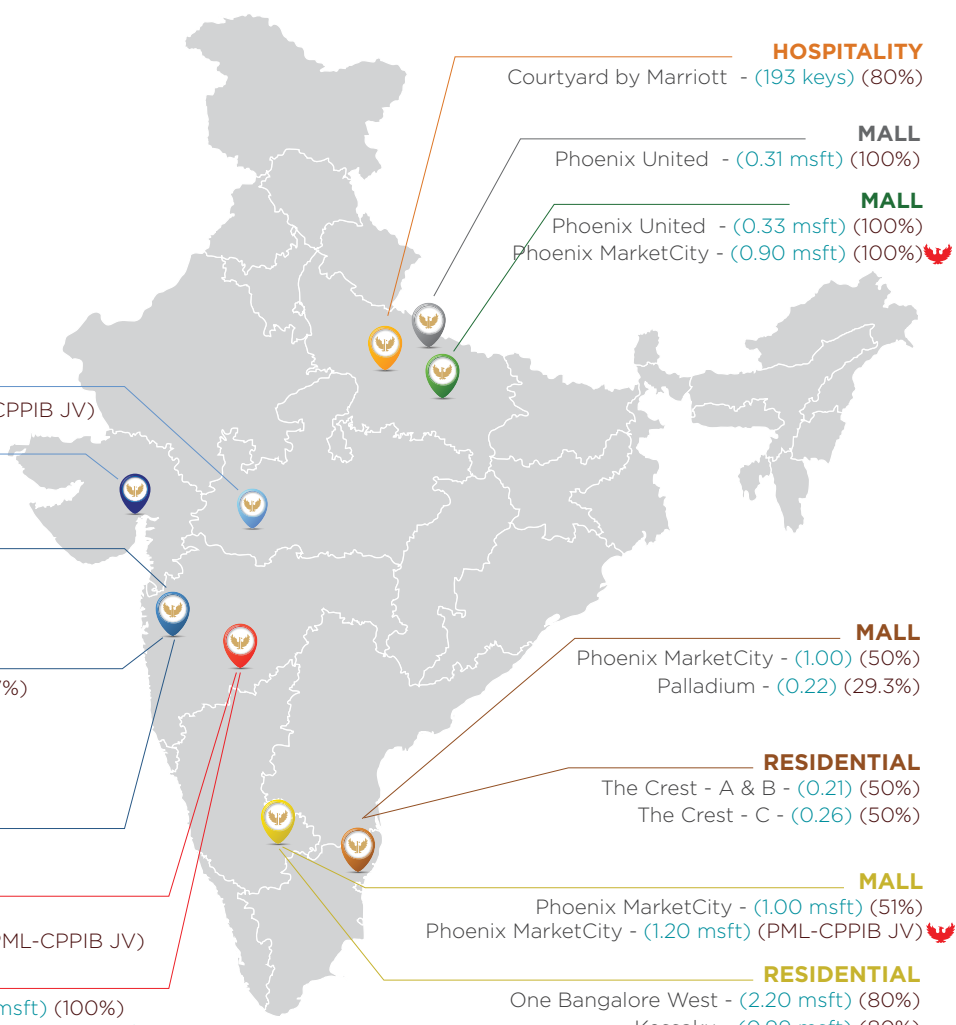 HOSPITALITY
Courtyard by Marriott - (193 keys) (80%)
MALL
Phoenix United - (0.31 msft) (100%)
MALL
Phoenix United - (0.33 msft) (100%)
Phoenix MarketCity - (0.90 msft) (100%)
CPPIB JV)
%)
MALL
Phoenix MarketCity - (1.00) (50%)
Palladium - (0.22) (29.3%)
RESIDENTIAL
The Crest - A & B - (0.21) (50%)
The Crest - C - (0.26) (50%)
MALL
Phoenix MarketCity - (1.00 msft) (51%)
Phoenix MarketCity - (1.20 msft) (PML-CPPIB JV)
PML-CPPIB JV)
RESIDENTIAL
One Bangalore West - (2.20 msft) (80%)
msft) (100%)